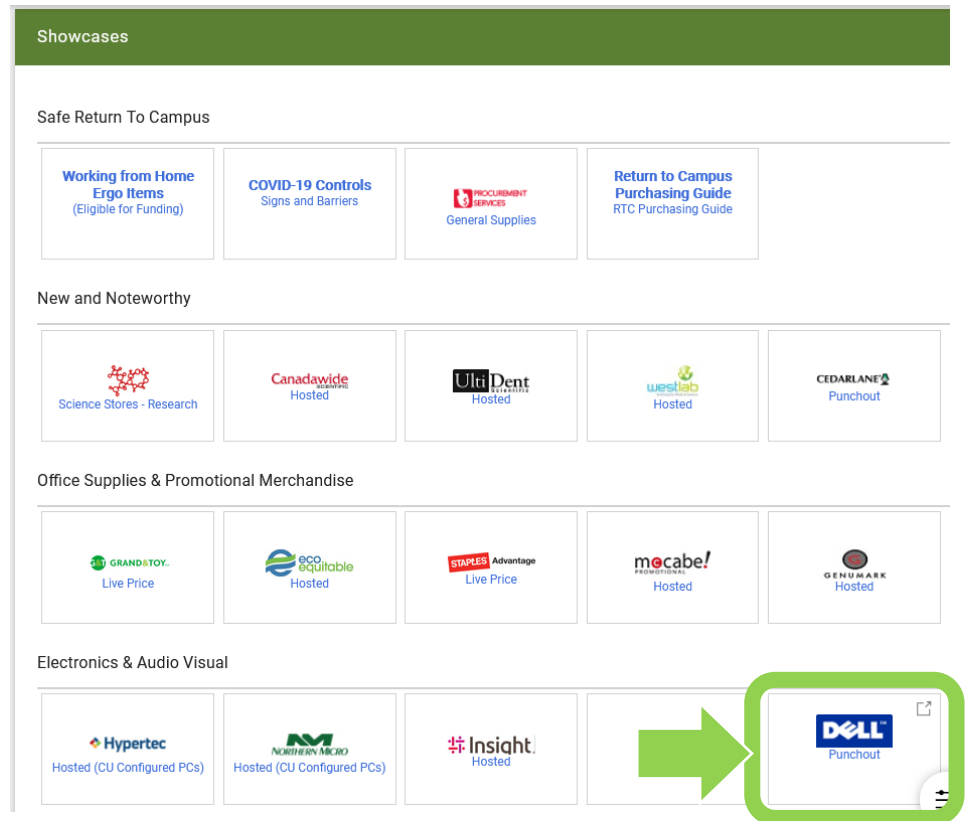 Showcases
Safe Return To Campus
Working from Home
Ergo Items
(Eligible for Funding)
COVID-19 Controls
Signs and Barriers
PROCUREMENT
SERVICES
General Supplies
Return to Campus
Purchasing Guide
RTC Purchasing Guide
New and Noteworthy
Science Stores - Research
Canadawide
SCIENTIFIC
Hosted
UltiDent
Scientific
Hosted
westlab
Hosted
CEDARLANE
Punchout
Office Supplies & Promotional Merchandise
G&T GRAND&TOY
Live Price
eco
equitable
Hosted
STAPLES Advantage
Live Price
mccabe!
PROMOTIONAL
Hosted
GENUMARK
Hosted
Electronics & Audio Visual
Hypertec
Hosted (CU Configured PCs)
NORTHERN MICRO
Hosted (CU Configured PCs)
Insight
Hosted
DELL™
Punchout